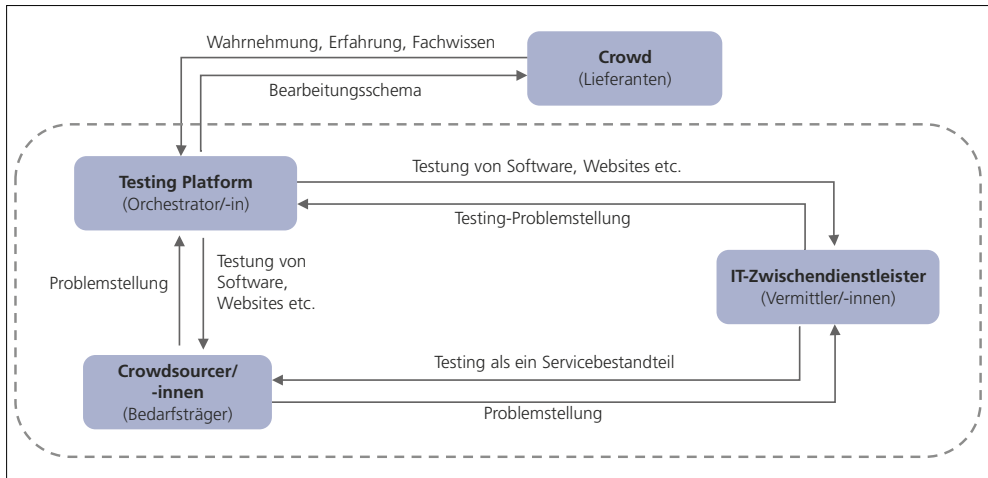 Wahrnehmung, Erfahrung, Fachwissen
Crowd
(Lieferanten)
Bearbeitungsschema
Testing Platform
(Orchestrator/-in)
Testung von Software, Websites etc.
Testing-Problemstellung
Problemstellung
Testung von
Software,
Websites etc.
IT-Zwischendienstleister
(Vermittler/-innen)
Crowdsourcer/
-innen
(Bedarfsträger)
Testing als ein Servicebestandteil
Problemstellung